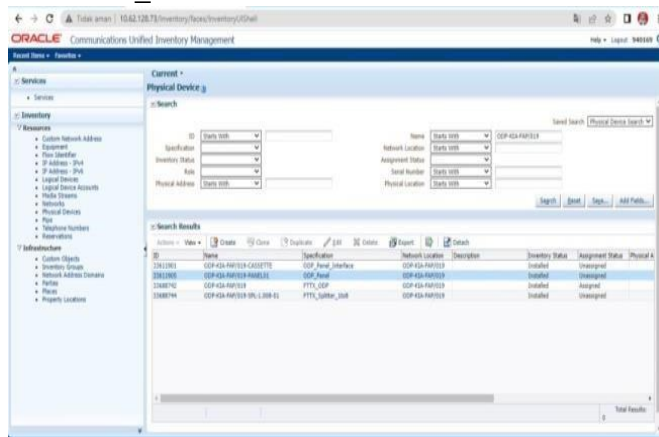 Tidak aman | 10.62.128.73/inventory/faces/inventoryUIShell
ORACLE Communications Unified Inventory Management
Help Logout 940169
Recent Items Favorites
Services
Services
Inventory
Resources
Custom Network Address
Equipment
Flow Identifier
IP Address - IPv4
IP Address - IPv6
Logical Devices
Logical Device Accounts
Media Streams
Networks
Physical Devices
Pipe
Telephone Numbers
Reservations
Infrastructure
Custom Objects
Inventory Groups
Network Address Domains
Parties
Places
Property Locations
Current
Physical Device
Search
Saved Search Physical Device Search
ID Starts With Name Starts With ODP-KIA-FAP/019
Specification Network Location Starts With
Inventory Status Assignment Status
Role Serial Number Starts With
Physical Address Starts With Physical Location Starts With
Search Reset Save... Add Fields...
Search Results
Actions View Create Clone Duplicate Edit Delete Export Detach
ID Name Specification Network Location Description Inventory Status Assignment Status Physical A
ODP_Panel_Interface Installed Unassigned
ODP_Panel Installed Unassigned
FTTX_ODP Installed Assigned
Installed Unassigned
Total Results: